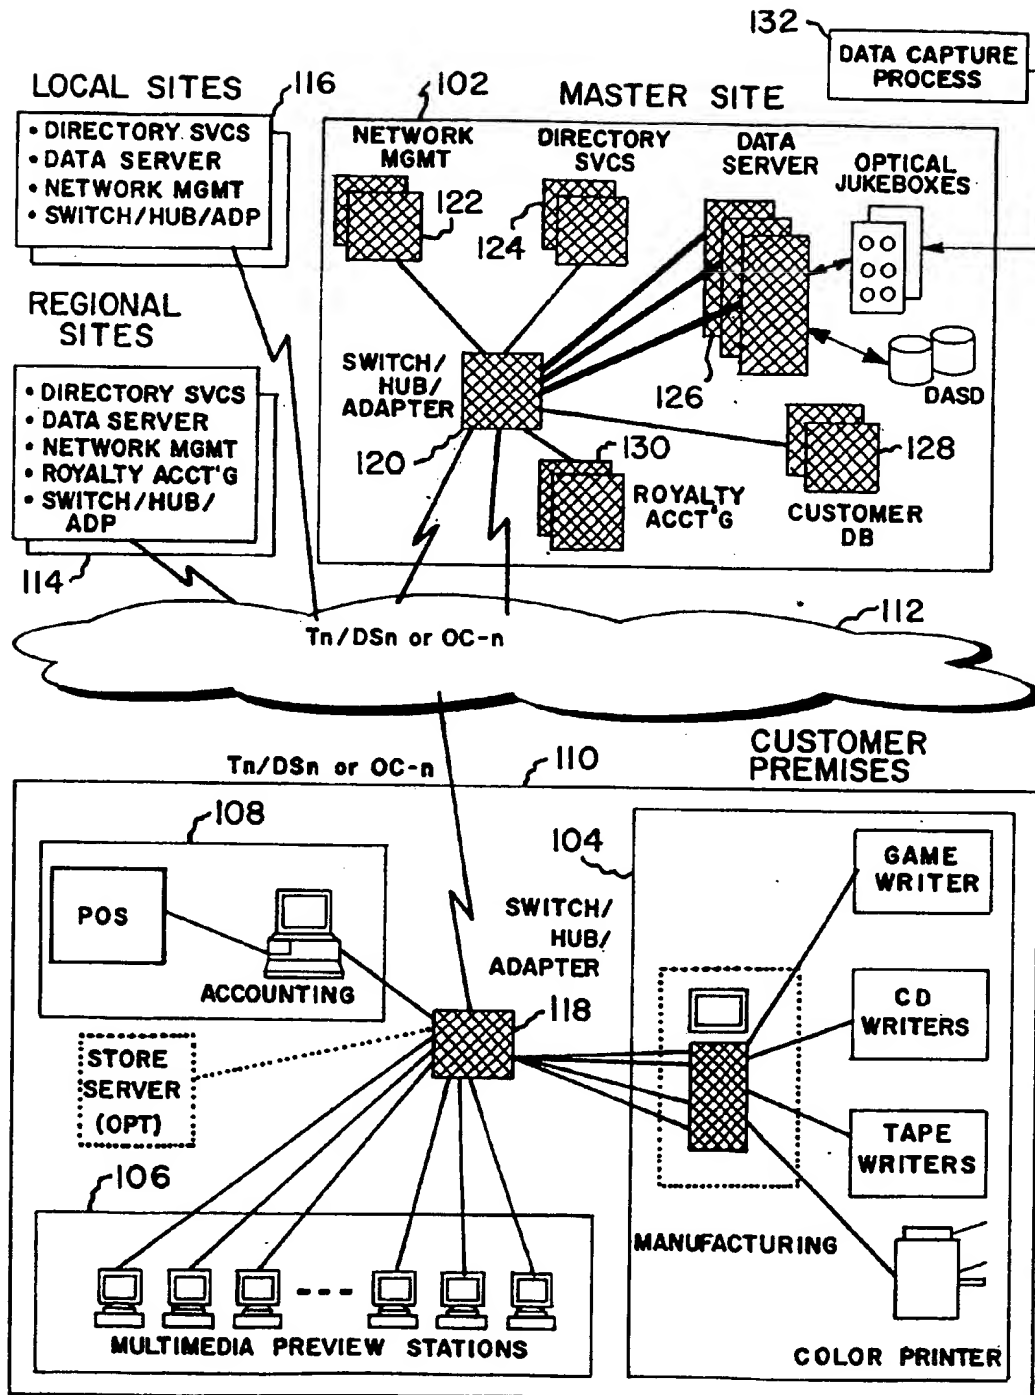 132
DATA CAPTURE
PROCESS
LOCAL SITES
116
• DIRECTORY SVCS
• DATA SERVER
• NETWORK MGMT
• SWITCH/HUB/ADP
102
MASTER SITE
NETWORK
MGMT
122
DIRECTORY
SVCS
124
DATA
SERVER
126
OPTICAL
JUKEBOXES
DASD
SWITCH/
HUB/
ADAPTER
120
130
ROYALTY
ACCT'G
128
CUSTOMER
DB
REGIONAL
SITES
• DIRECTORY SVCS
• DATA SERVER
• NETWORK MGMT
• ROYALTY ACCT'G
• SWITCH/HUB/
ADP
114
112
Tn/DSn or OC-n
Tn/DSn or OC-n
110
CUSTOMER
PREMISES
108
POS
ACCOUNTING
STORE
SERVER
(OPT)
SWITCH/
HUB/
ADAPTER
118
104
GAME
WRITER
CD
WRITERS
TAPE
WRITERS
MANUFACTURING
COLOR PRINTER
106
MULTIMEDIA PREVIEW STATIONS